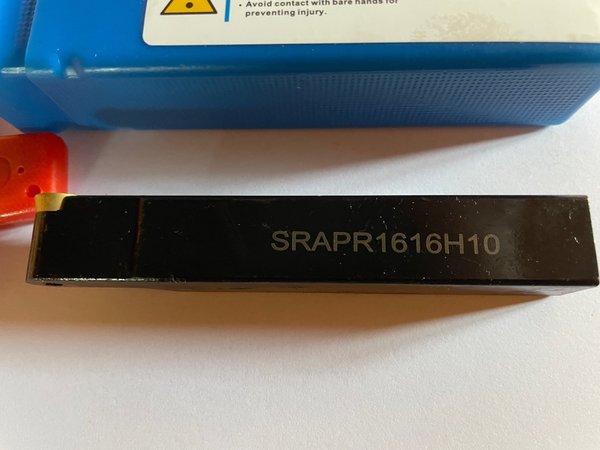 • Avoid contact with bare hands for
preventing injury.
SRAPR1616H10